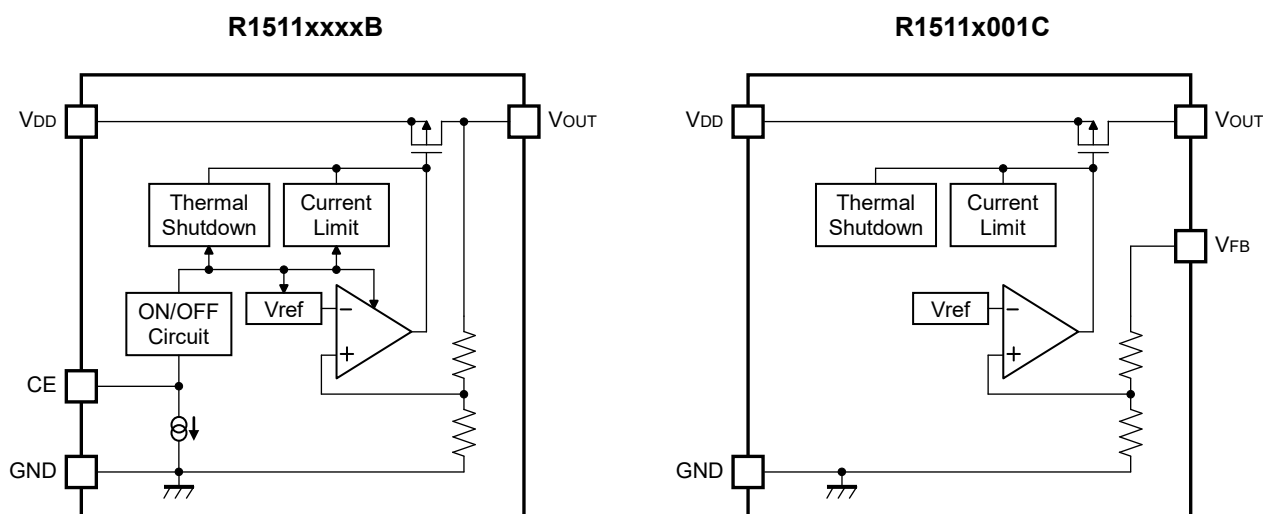 R1511xxxxB
VDD
VOUT
Thermal
Shutdown
Current
Limit
Vref
−
+
ON/OFF
Circuit
CE
GND
R1511x001C
VDD
VOUT
Thermal
Shutdown
Current
Limit
VFB
Vref
−
+
GND